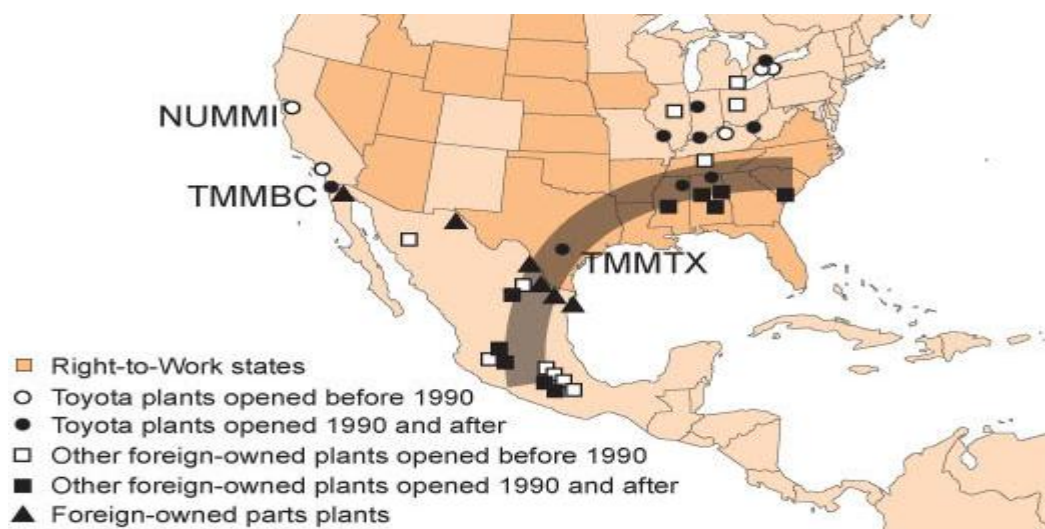 NUMMI
TMMBC
TMMTX
Right-to-Work states
Toyota plants opened before 1990
Toyota plants opened 1990 and after
Other foreign-owned plants opened before 1990
Other foreign-owned plants opened 1990 and after
Foreign-owned parts plants